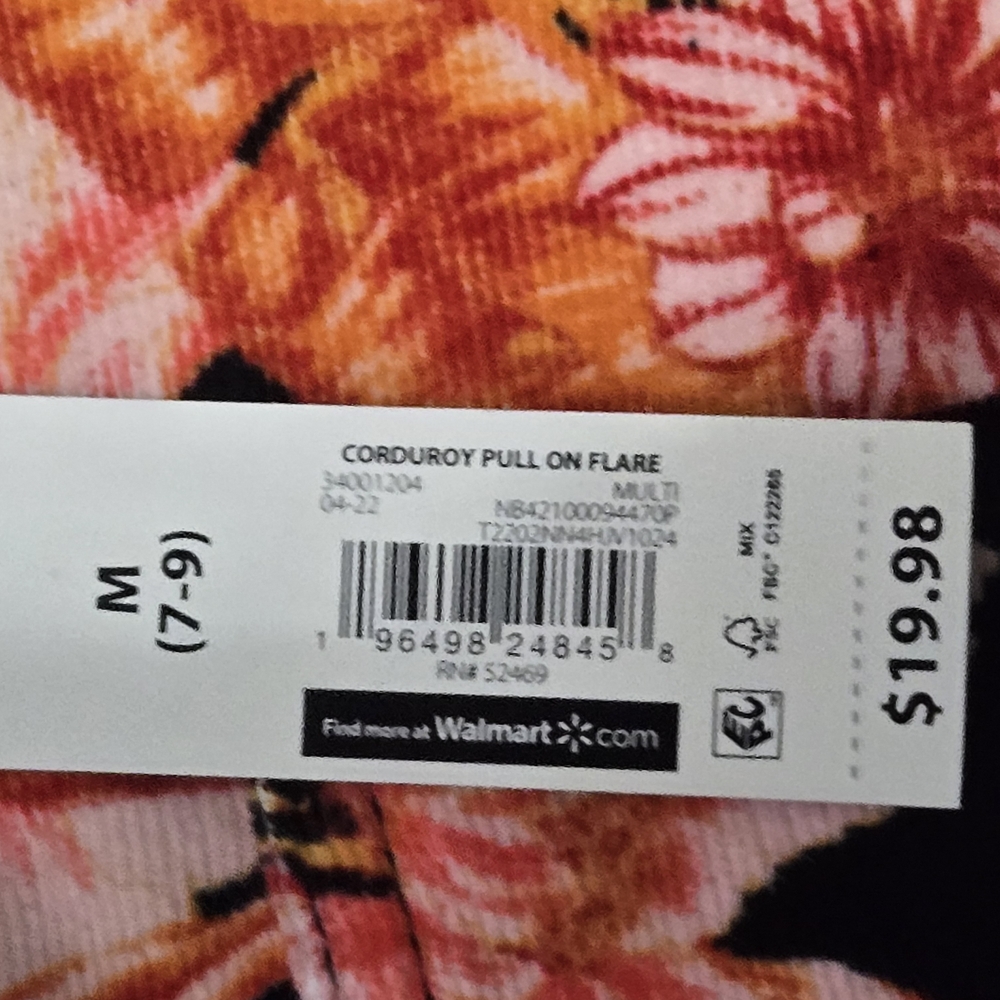 M
(7-9)
CORDUROY PULL ON FLARE
34001204
MULTI
04-22
NB42100094470P
T2202NN4HJV1024
1 96498 24845 8
RN# 52469
Find more at Walmart com
MIX
FSC
$19.98